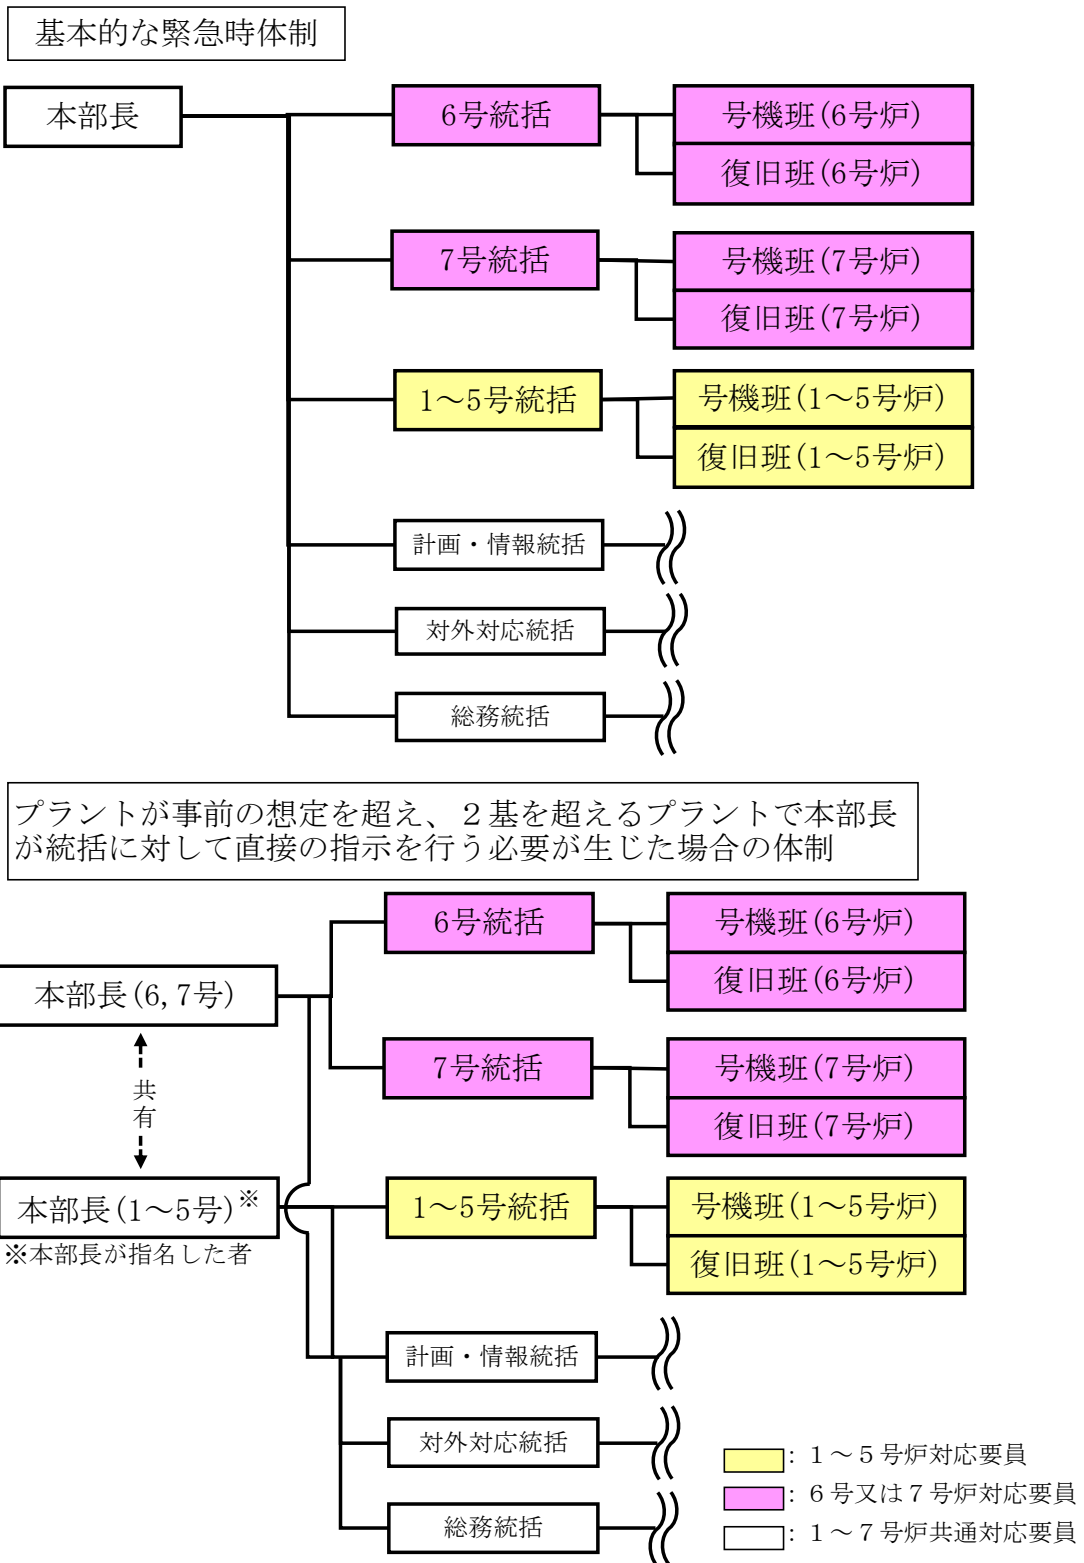 基本的な緊急時体制
本部長
6号統括
号機班(6号炉)
復旧班(6号炉)
7号統括
号機班(7号炉)
復旧班(7号炉)
1～5号統括
号機班(1～5号炉)
復旧班(1～5号炉)
計画・情報統括
対外対応統括
総務統括
プラントが事前の想定を超え、２基を超えるプラントで本部長
が統括に対して直接の指示を行う必要が生じた場合の体制
6号統括
号機班(6号炉)
復旧班(6号炉)
本部長(6,7号)
7号統括
号機班(7号炉)
復旧班(7号炉)
共有
本部長(1～5号)※
※本部長が指名した者
1～5号統括
号機班(1～5号炉)
復旧班(1～5号炉)
計画・情報統括
対外対応統括
総務統括
：１～５号炉対応要員
：６号又は７号炉対応要員
：１～７号炉共通対応要員